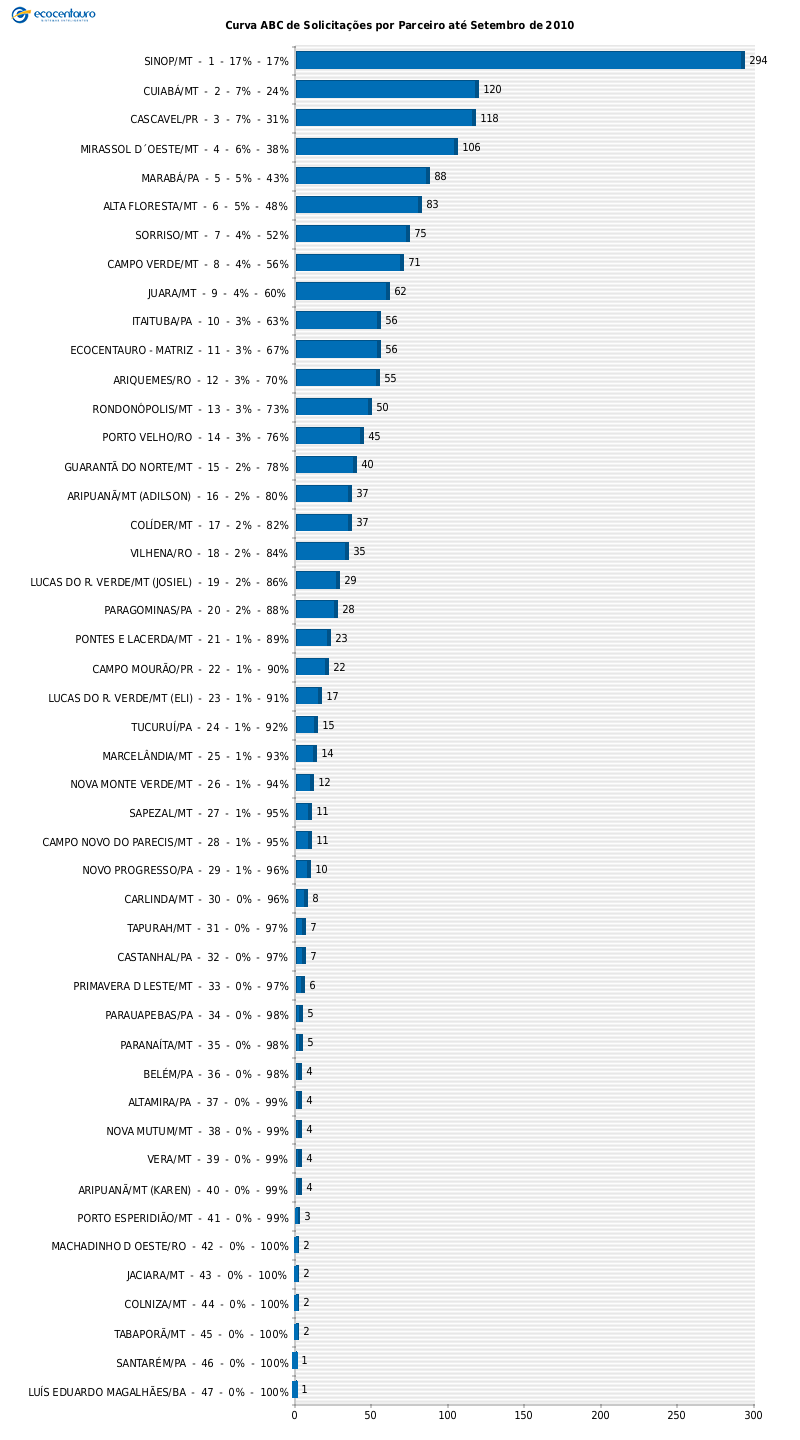 ecocentauro
Curva ABC de Solicitações por Parceiro até Setembro de 2010
SINOP/MT - 1 - 17% - 17% 294
CUIABÁ/MT - 2 - 7% - 24% 120
CASCAVEL/PR - 3 - 7% - 31% 118
MIRASSOL D´OESTE/MT - 4 - 6% - 38% 106
MARABÁ/PA - 5 - 5% - 43% 88
ALTA FLORESTA/MT - 6 - 5% - 48% 83
SORRISO/MT - 7 - 4% - 52% 75
CAMPO VERDE/MT - 8 - 4% - 56% 71
JUARA/MT - 9 - 4% - 60% 62
ITAITUBA/PA - 10 - 3% - 63% 56
ECOCENTAURO - MATRIZ - 11 - 3% - 67% 56
ARIQUEMES/RO - 12 - 3% - 70% 55
RONDONÓPOLIS/MT - 13 - 3% - 73% 50
PORTO VELHO/RO - 14 - 3% - 76% 45
GUARANTÃ DO NORTE/MT - 15 - 2% - 78% 40
ARIPUANÃ/MT (ADILSON) - 16 - 2% - 80% 37
COLÍDER/MT - 17 - 2% - 82% 37
VILHENA/RO - 18 - 2% - 84% 35
LUCAS DO R. VERDE/MT (JOSIEL) - 19 - 2% - 86% 29
PARAGOMINAS/PA - 20 - 2% - 88% 28
PONTES E LACERDA/MT - 21 - 1% - 89% 23
CAMPO MOURÃO/PR - 22 - 1% - 90% 22
LUCAS DO R. VERDE/MT (ELI) - 23 - 1% - 91% 17
TUCURUÍ/PA - 24 - 1% - 92% 15
MARCELÂNDIA/MT - 25 - 1% - 93% 14
NOVA MONTE VERDE/MT - 26 - 1% - 94% 12
SAPEZAL/MT - 27 - 1% - 95% 11
CAMPO NOVO DO PARECIS/MT - 28 - 1% - 95% 11
NOVO PROGRESSO/PA - 29 - 1% - 96% 10
CARLINDA/MT - 30 - 0% - 96% 8
TAPURAH/MT - 31 - 0% - 97% 7
CASTANHAL/PA - 32 - 0% - 97% 7
PRIMAVERA D LESTE/MT - 33 - 0% - 97% 6
PARAUAPEBAS/PA - 34 - 0% - 98% 5
PARANAÍTA/MT - 35 - 0% - 98% 5
BELÉM/PA - 36 - 0% - 98% 4
ALTAMIRA/PA - 37 - 0% - 99% 4
NOVA MUTUM/MT - 38 - 0% - 99% 4
VERA/MT - 39 - 0% - 99% 4
ARIPUANÃ/MT (KAREN) - 40 - 0% - 99% 4
PORTO ESPERIDIÃO/MT - 41 - 0% - 99% 3
MACHADINHO D OESTE/RO - 42 - 0% - 100% 2
JACIARA/MT - 43 - 0% - 100% 2
COLNIZA/MT - 44 - 0% - 100% 2
TABAPORÃ/MT - 45 - 0% - 100% 2
SANTARÉM/PA - 46 - 0% - 100% 1
LUÍS EDUARDO MAGALHÃES/BA - 47 - 0% - 100% 1
0 50 100 150 200 250 300